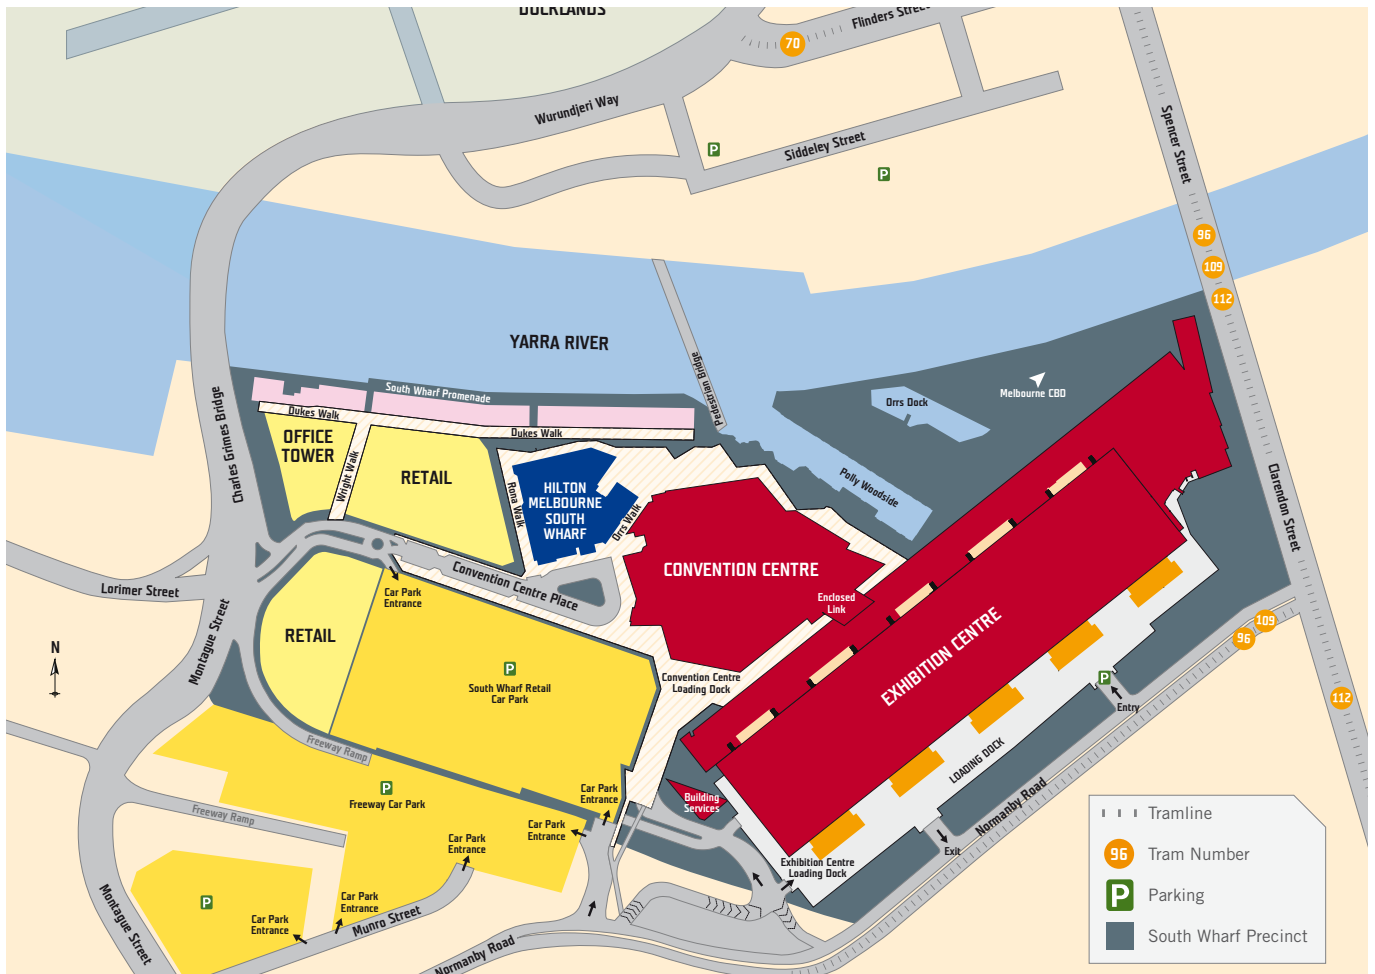 DOCKLANDS
Flinders Street
70
Wurundjeri Way
Siddeley Street
P
P
Spencer Street
96
109
112
YARRA RIVER
Pedestrian Bridge
Charles Grimes Bridge
South Wharf Promenade
Dukes Walk
Dukes Walk
Orrs Dock
Melbourne CBD
Polly Woodside
OFFICE
TOWER
Wright Walk
RETAIL
Rona Walk
HILTON
MELBOURNE
SOUTH
WHARF
Orrs Walk
Clarendon Street
CONVENTION CENTRE
Enclosed
Link
EXHIBITION CENTRE
Convention Centre Place
Lorimer Street
Car Park
Entrance
Montague Street
RETAIL
N
P
South Wharf Retail
Car Park
Convention Centre
Loading Dock
109
96
112
P
Entry
LOADING DOCK
Freeway Ramp
P
Freeway Car Park
Freeway Ramp
Car Park
Entrance
Building
Services
Car Park
Entrance
Car Park
Entrance
Normanby Road
Exit
Exhibition Centre
Loading Dock
P
Car Park
Entrance
Car Park
Entrance
Munro Street
Montague Street
Normanby Road
Tramline
96
Tram Number
P
Parking
South Wharf Precinct